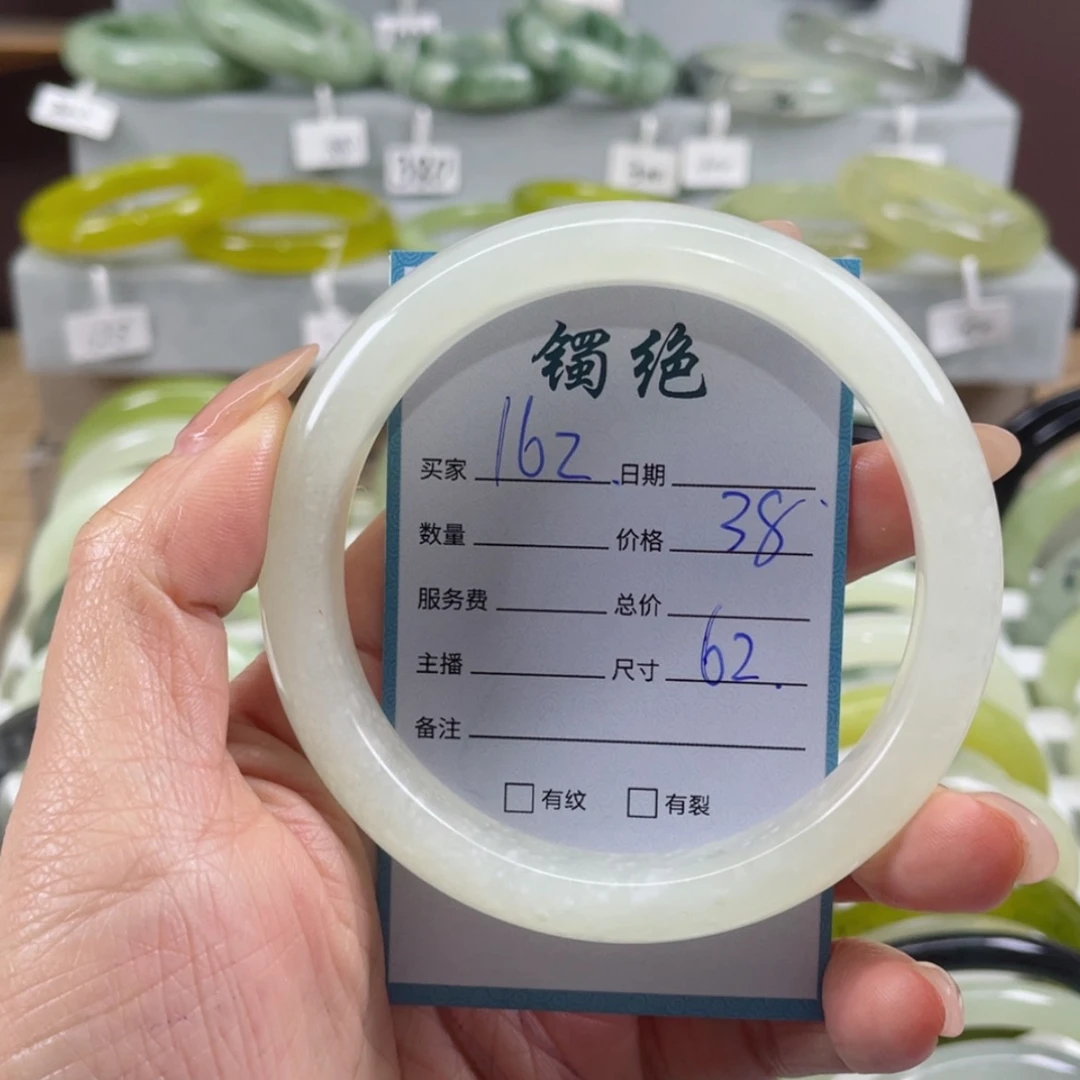 镯绝
买家 162. 日期
数量 价格 38
服务费 总价
主播 尺寸 62.
备注
□ 有纹 □ 有裂